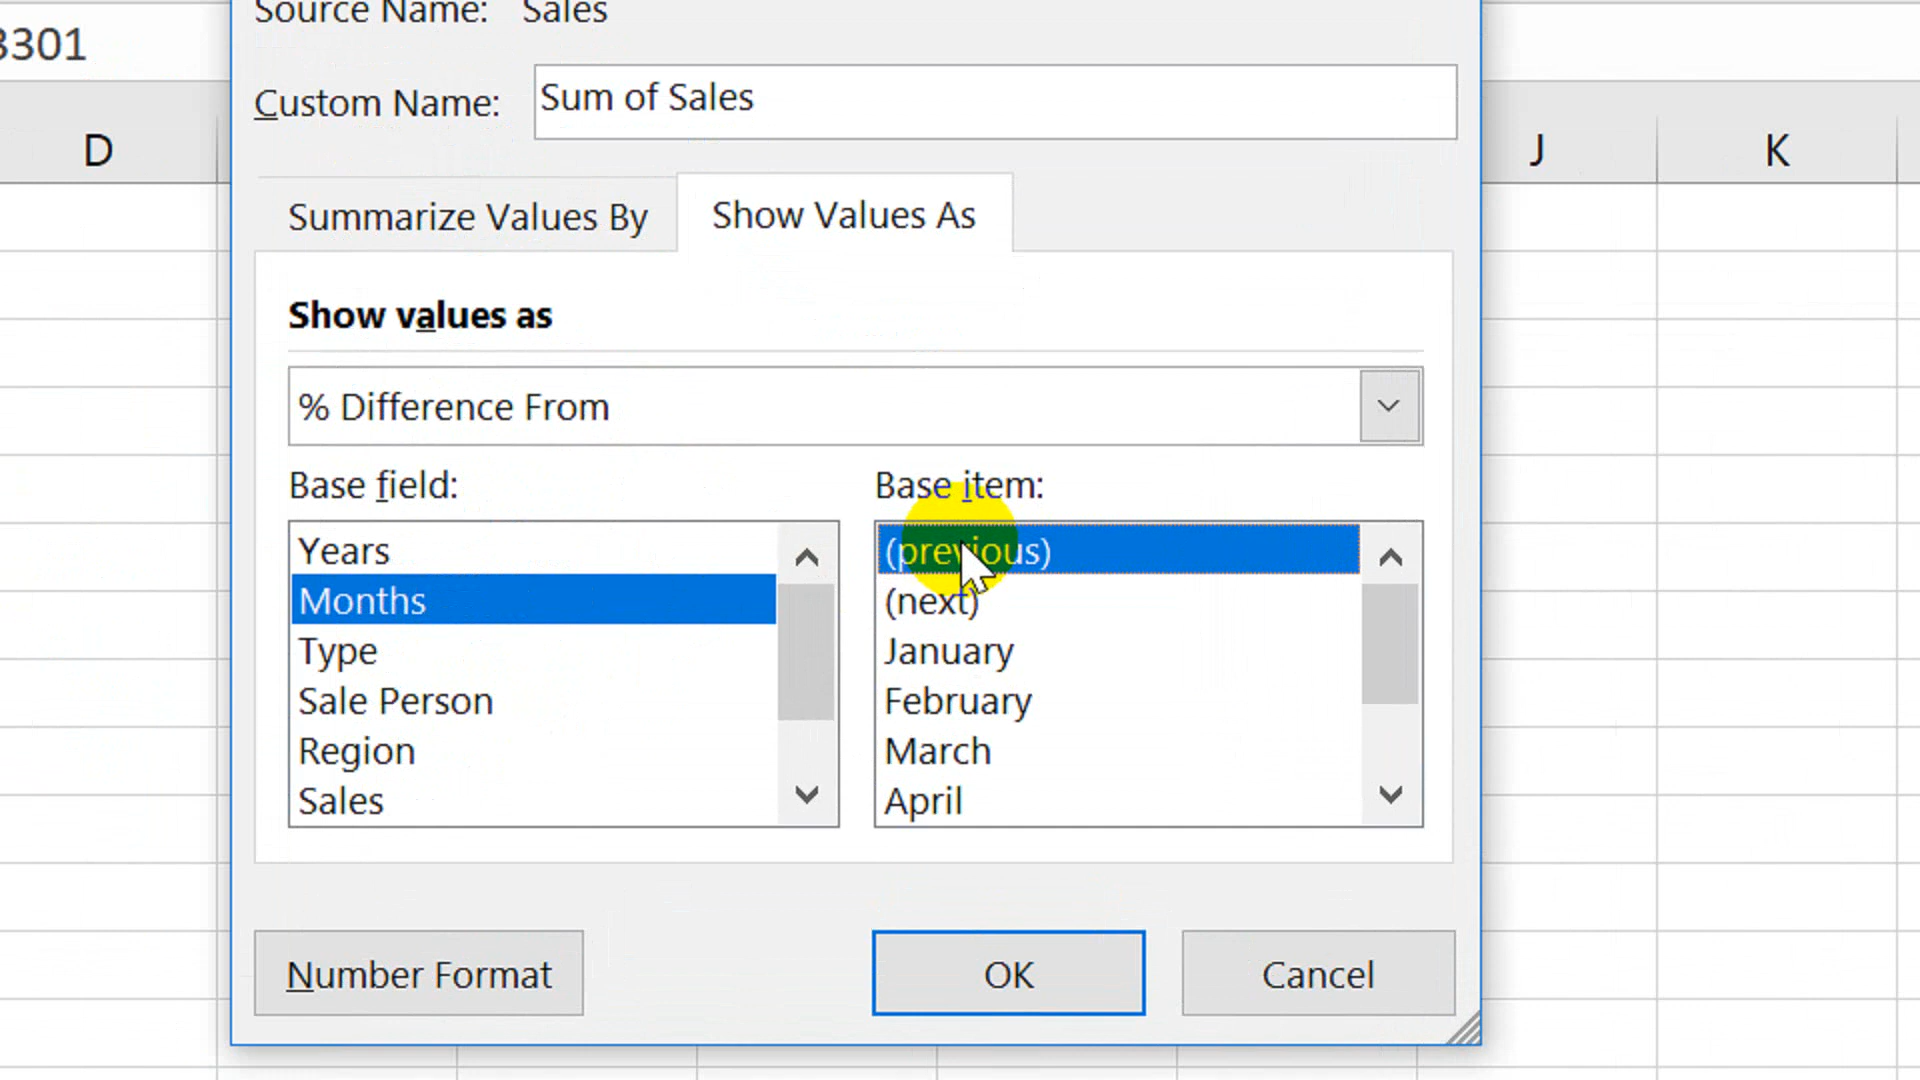 Source Name: Sales
3301
Custom Name: Sum of Sales
D J K
Summarize Values By Show Values As
Show values as
% Difference From
Base field: Base item:
Years (previous)
Months (next)
Type January
Sale Person February
Region March
Sales April
Number Format OK Cancel